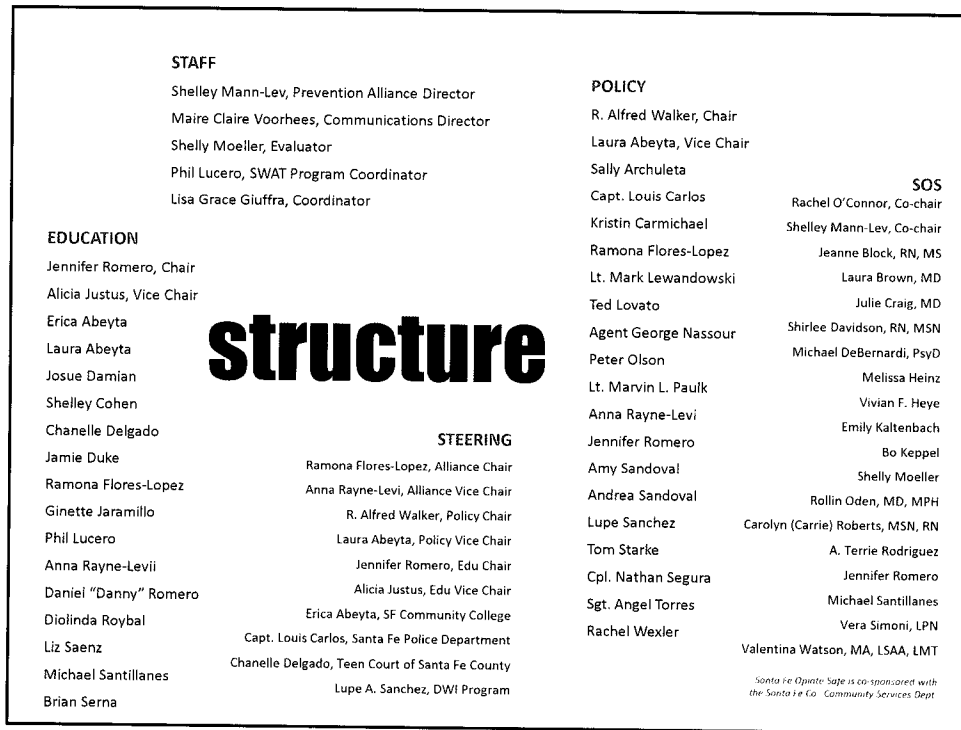 STAFF
Shelley Mann-Lev, Prevention Alliance Director
Maire Claire Voorhees, Communications Director
Shelly Moeller, Evaluator
Phil Lucero, SWAT Program Coordinator
Lisa Grace Giuffra, Coordinator
EDUCATION
Jennifer Romero, Chair
Alicia Justus, Vice Chair
Erica Abeyta
Laura Abeyta
Josue Damian
Shelley Cohen
Chanelle Delgado
Jamie Duke
Ramona Flores-Lopez
Ginette Jaramillo
Phil Lucero
Anna Rayne-Levii
Daniel "Danny" Romero
Diolinda Roybal
Liz Saenz
Michael Santillanes
Brian Serna
structure
STEERING
Ramona Flores-Lopez, Alliance Chair
Anna Rayne-Levi, Alliance Vice Chair
R. Alfred Walker, Policy Chair
Laura Abeyta, Policy Vice Chair
Jennifer Romero, Edu Chair
Alicia Justus, Edu Vice Chair
Erica Abeyta, SF Community College
Capt. Louis Carlos, Santa Fe Police Department
Chanelle Delgado, Teen Court of Santa Fe County
Lupe A. Sanchez, DWI Program
POLICY
R. Alfred Walker, Chair
Laura Abeyta, Vice Chair
Sally Archuleta
Capt. Louis Carlos
Kristin Carmichael
Ramona Flores-Lopez
Lt. Mark Lewandowski
Ted Lovato
Agent George Nassour
Peter Olson
Lt. Marvin L. Paulk
Anna Rayne-Levi
Jennifer Romero
Amy Sandoval
Andrea Sandoval
Lupe Sanchez
Tom Starke
Cpl. Nathan Segura
Sgt. Angel Torres
Rachel Wexler
SOS
Rachel O'Connor, Co-chair
Shelley Mann-Lev, Co-chair
Jeanne Block, RN, MS
Laura Brown, MD
Julie Craig, MD
Shirlee Davidson, RN, MSN
Michael DeBernardi, PsyD
Melissa Heinz
Vivian F. Heye
Emily Kaltenbach
Bo Keppel
Shelly Moeller
Rollin Oden, MD, MPH
Carolyn (Carrie) Roberts, MSN, RN
A. Terrie Rodriguez
Jennifer Romero
Michael Santillanes
Vera Simoni, LPN
Valentina Watson, MA, LSAA, LMT
Santa Fe Opiate Safe is co-sponsored with
the Santa Fe Co. Community Services Dept